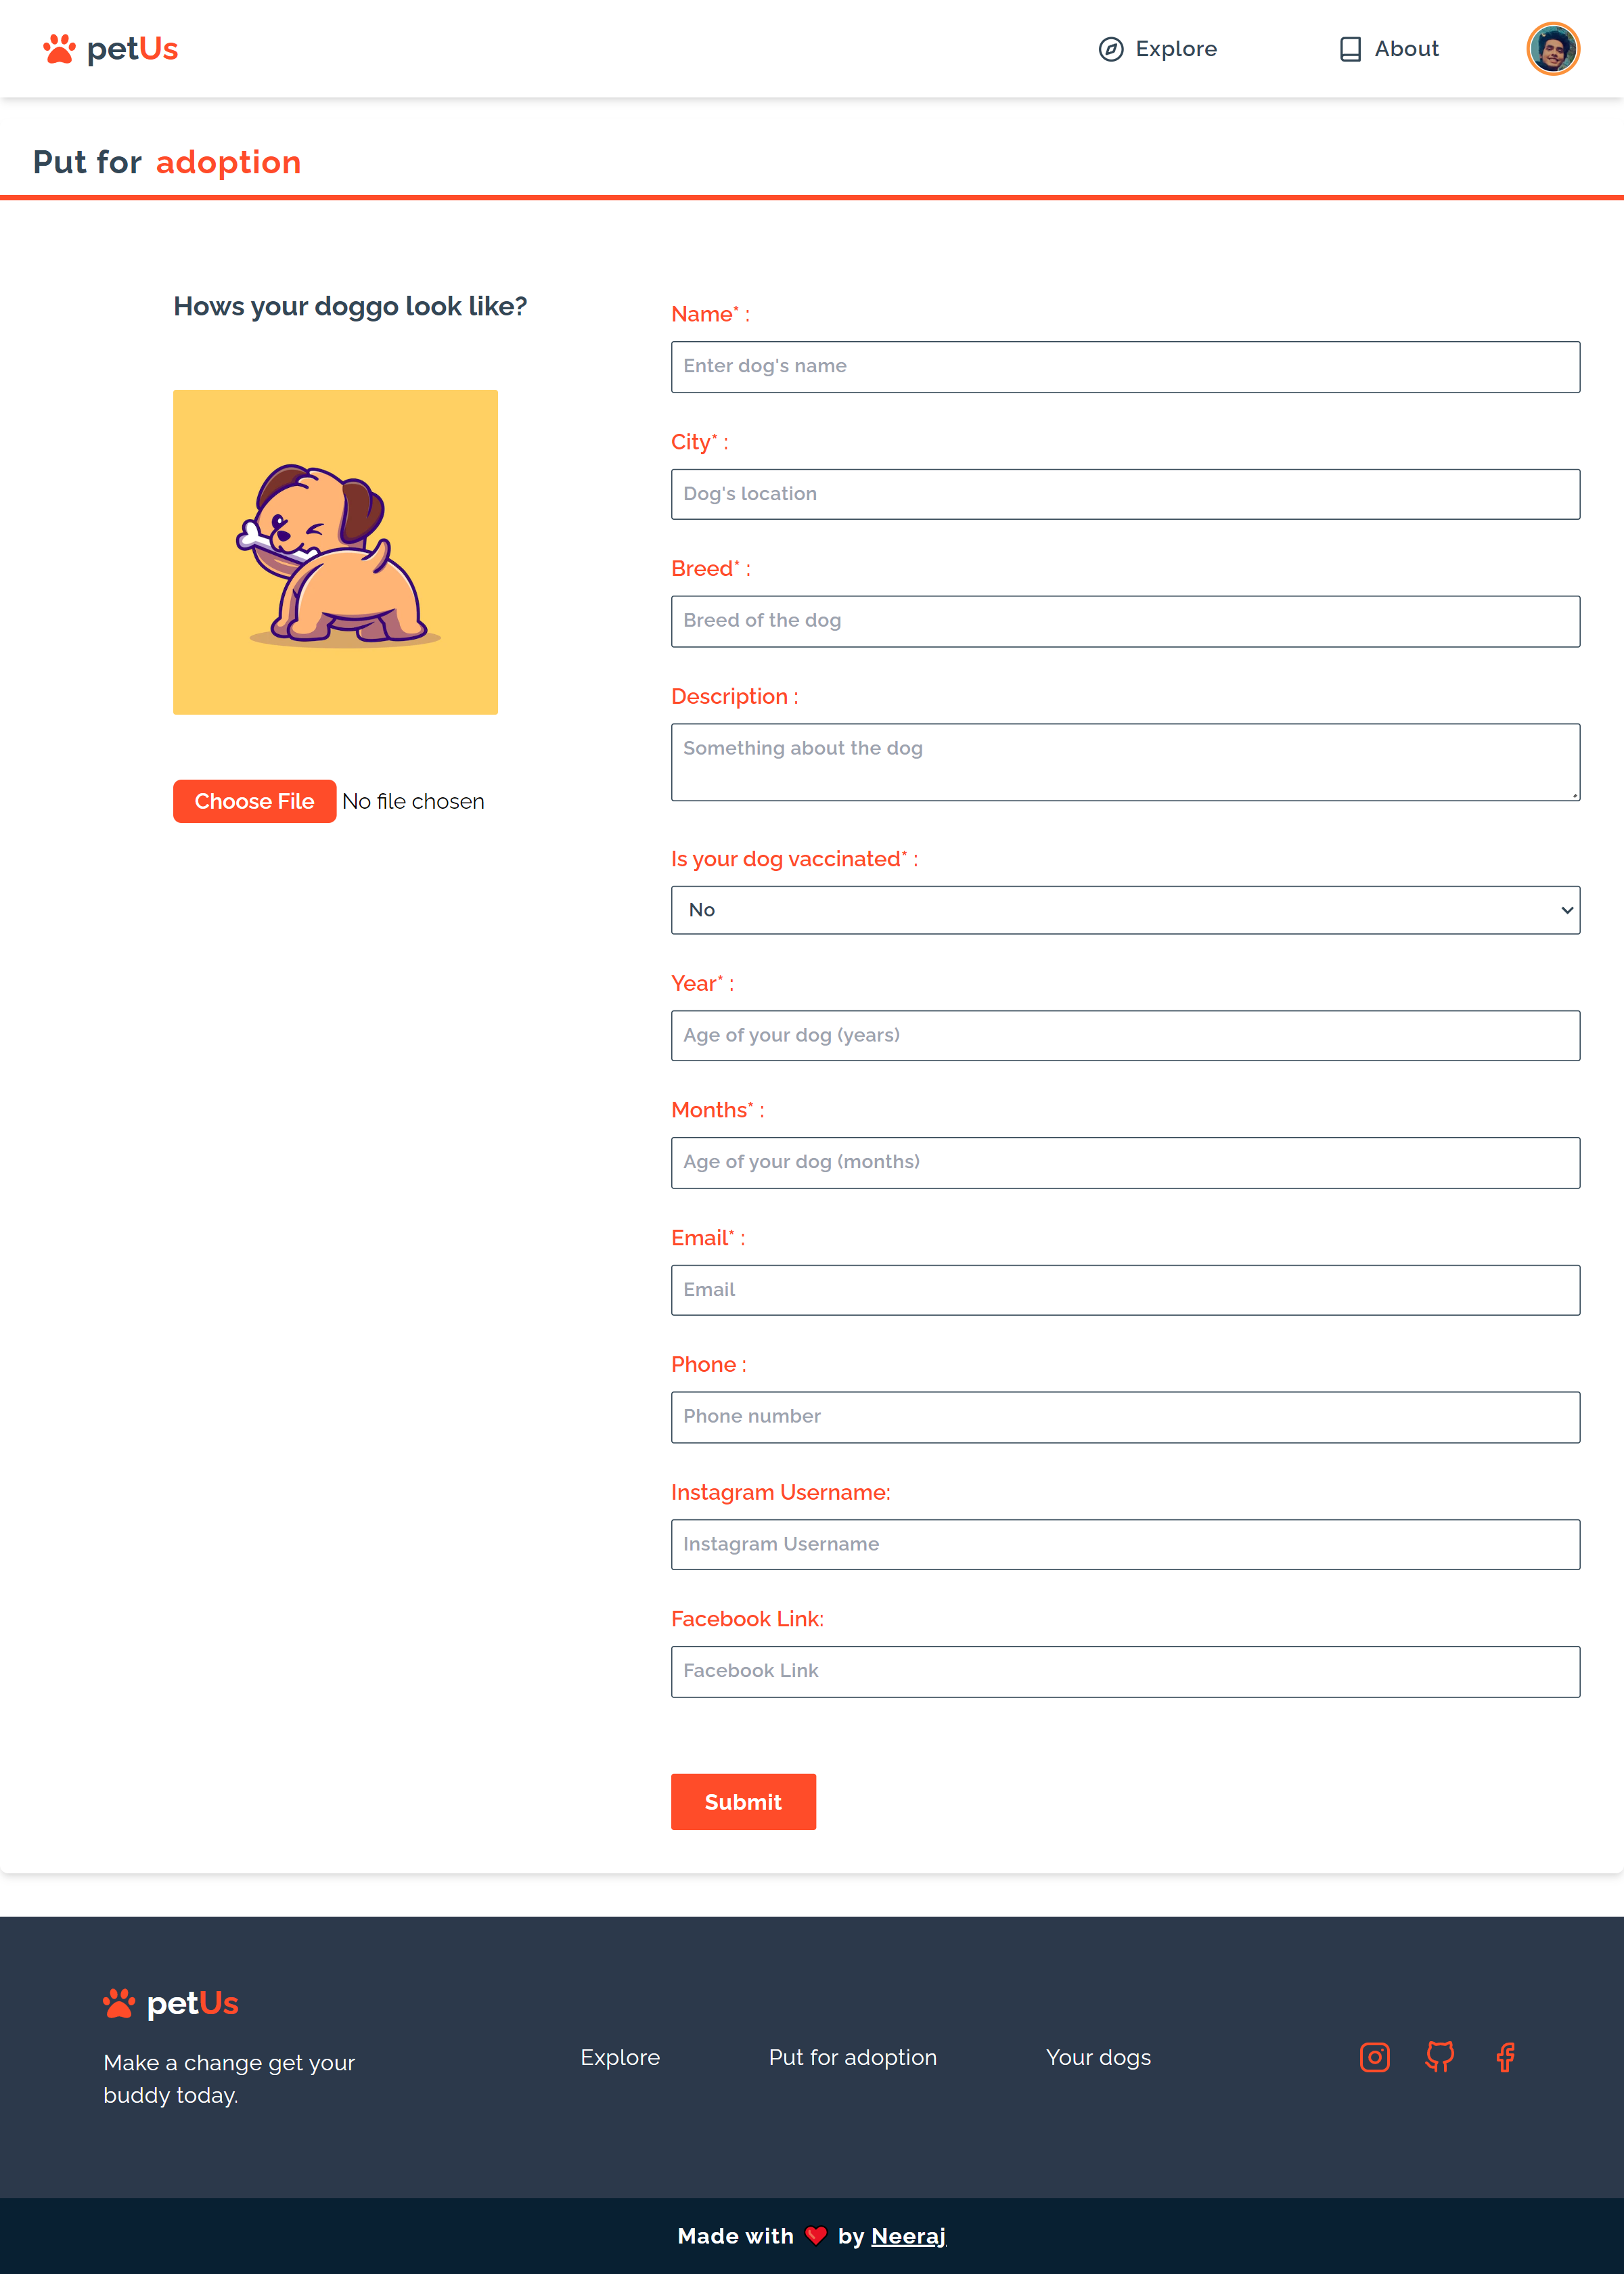 petUs
Explore
About
Put for adoption
Hows your doggo look like?
Choose File No file chosen
Name* :
Enter dog's name
City* :
Dog's location
Breed* :
Breed of the dog
Description :
Something about the dog
Is your dog vaccinated* :
No
Year* :
Age of your dog (years)
Months* :
Age of your dog (months)
Email* :
Email
Phone :
Phone number
Instagram Username:
Instagram Username
Facebook Link:
Facebook Link
Submit
petUs
Make a change get your
buddy today.
Explore
Put for adoption
Your dogs
Made with ❤ by Neeraj